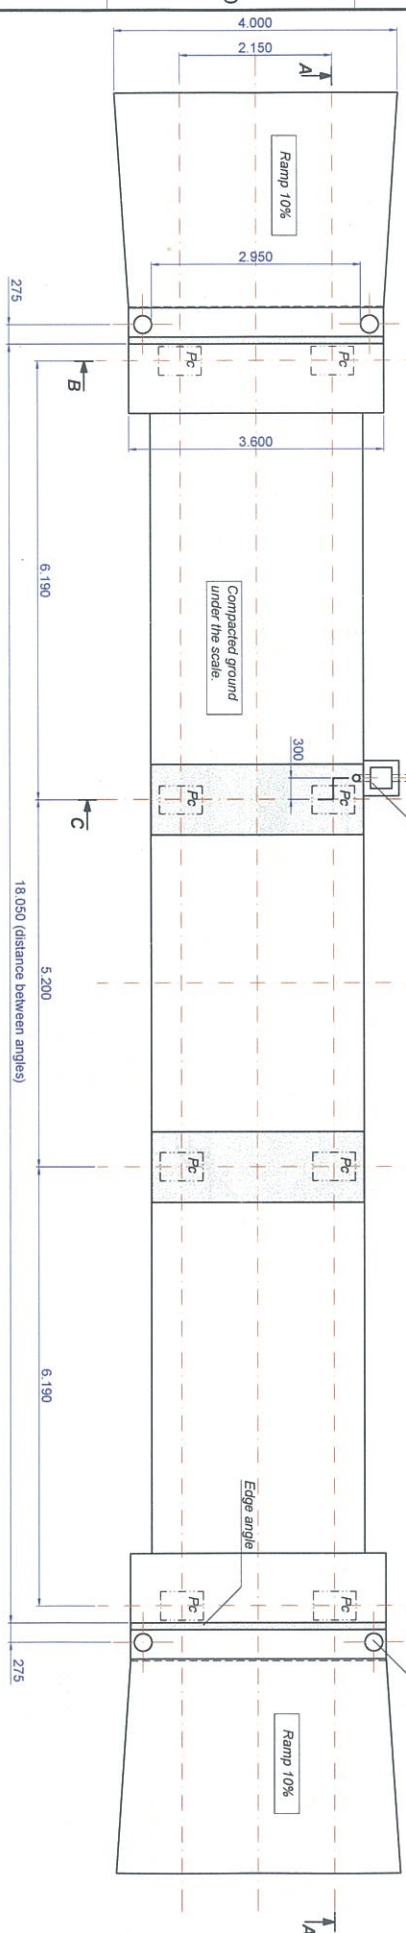 4.000
2.150
A
Ramp 10%
2.950
275
Pc
Pc
B
3.600
6.190
Compacted ground
under the scale.
300
Pc
Pc
C
18.050 (distance between angles)
5.200
Pc
Pc
6.190
Edge angle
Pc
Pc
275
Ramp 10%
A